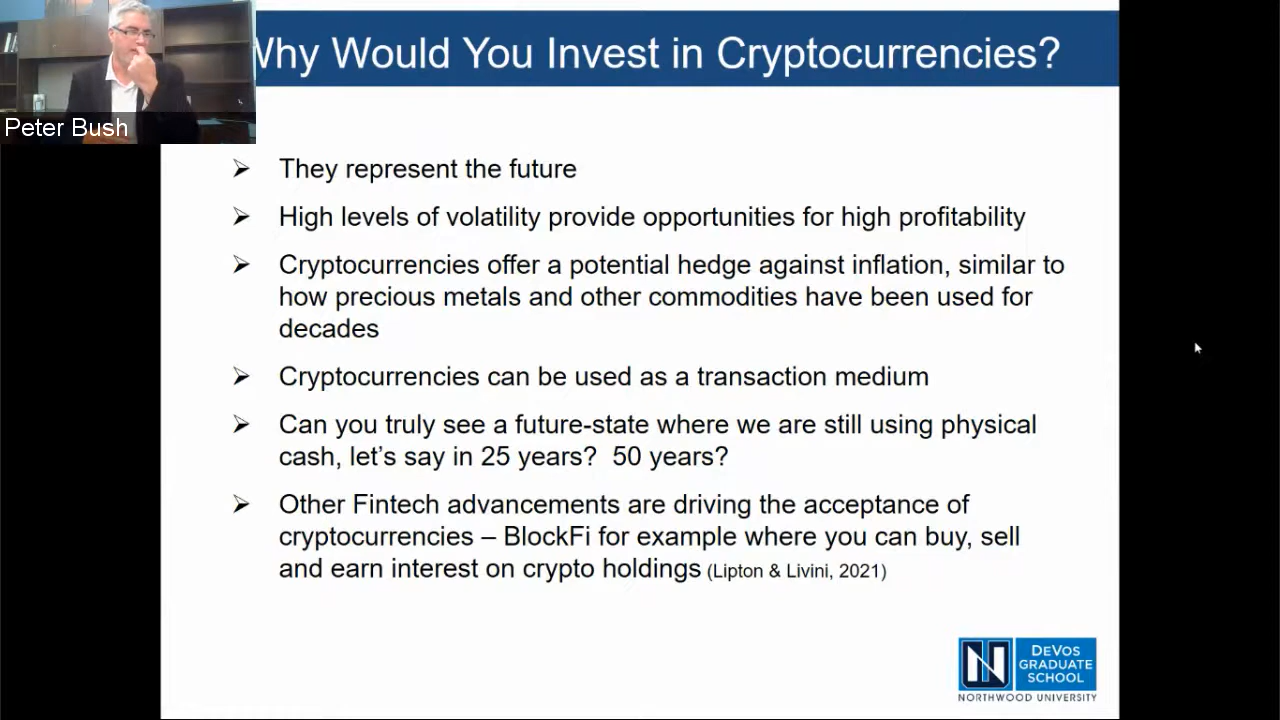 Why Would You Invest in Cryptocurrencies?
Peter Bush
➢ They represent the future
➢ High levels of volatility provide opportunities for high profitability
➢ Cryptocurrencies offer a potential hedge against inflation, similar to
how precious metals and other commodities have been used for
decades
➢ Cryptocurrencies can be used as a transaction medium
➢ Can you truly see a future-state where we are still using physical
cash, let’s say in 25 years? 50 years?
➢ Other Fintech advancements are driving the acceptance of
cryptocurrencies – BlockFi for example where you can buy, sell
and earn interest on crypto holdings (Lipton & Livini, 2021)
N
DEVOS
GRADUATE
SCHOOL
NORTHWOOD UNIVERSITY